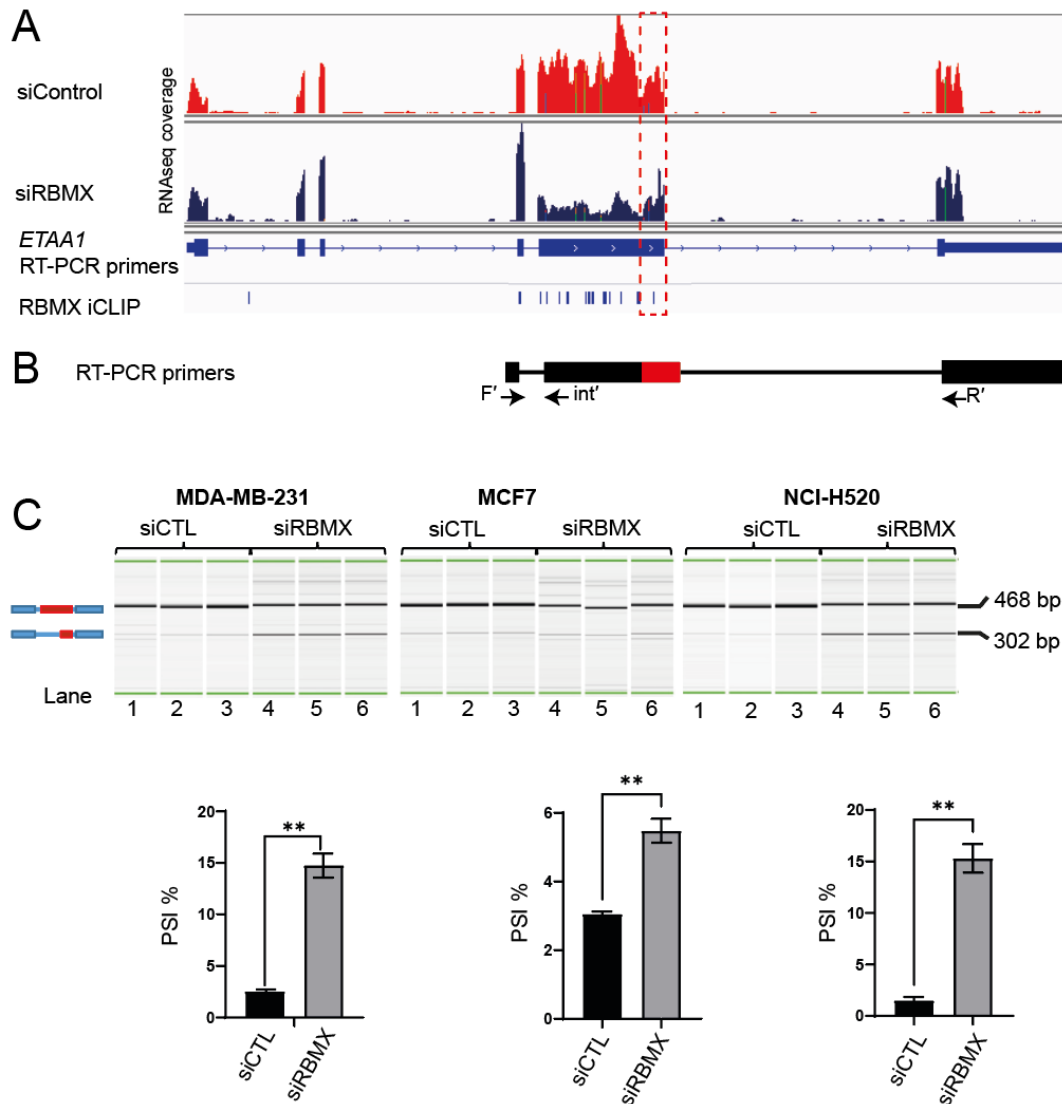 A
siControl
siRBMX
RNAseq coverage
ETAA1
RT-PCR primers
RBMX iCLIP
B
RT-PCR primers
F′
int′
R′
C
MDA-MB-231
MCF7
NCI-H520
siCTL siRBMX siCTL siRBMX siCTL siRBMX
468 bp
302 bp
Lane
1 2 3 4 5 6 1 2 3 4 5 6 1 2 3 4 5 6
PSI %
20
15
10
5
0
**
siCTL
siRBMX
PSI %
6
4
2
0
**
siCTL
siRBMX
PSI %
20
15
10
5
0
**
siCTL
siRBMX